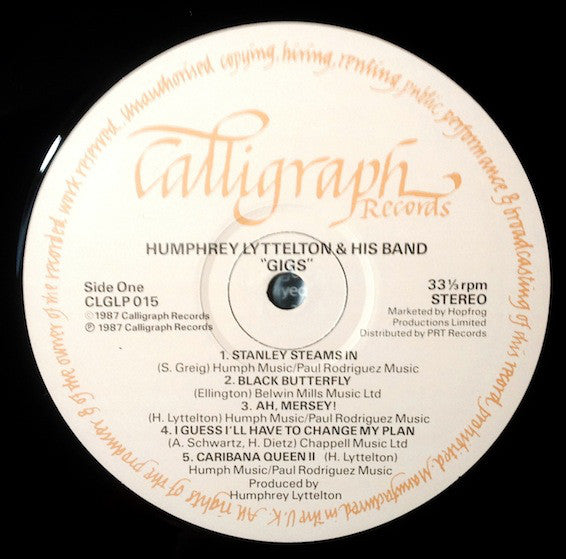 All rights of the producer & of the owner of the recorded work reserved. Unauthorised copying, hiring, renting, public performance & broadcasting of this record prohibited. Manufactured in the U.K.
Calligraph
Records
HUMPHREY LYTTELTON & HIS BAND
"GIGS"
Side One
CLGLP 015
© 1987 Calligraph Records
℗ 1987 Calligraph Records
33⅓ rpm
STEREO
Marketed by Hopfrog
Productions Limited
Distributed by PRT Records
1. STANLEY STEAMS IN
(S. Greig) Humph Music/Paul Rodriguez Music
2. BLACK BUTTERFLY
(Ellington) Belwin Mills Music Ltd
3. AH, MERSEY!
(H. Lyttelton) Humph Music/Paul Rodriguez Music
4. I GUESS I'LL HAVE TO CHANGE MY PLAN
(A. Schwartz, H. Dietz) Chappell Music Ltd
5. CARIBANA QUEEN II (H. Lyttelton)
Humph Music/Paul Rodriguez Music
Produced by
Humphrey Lyttelton